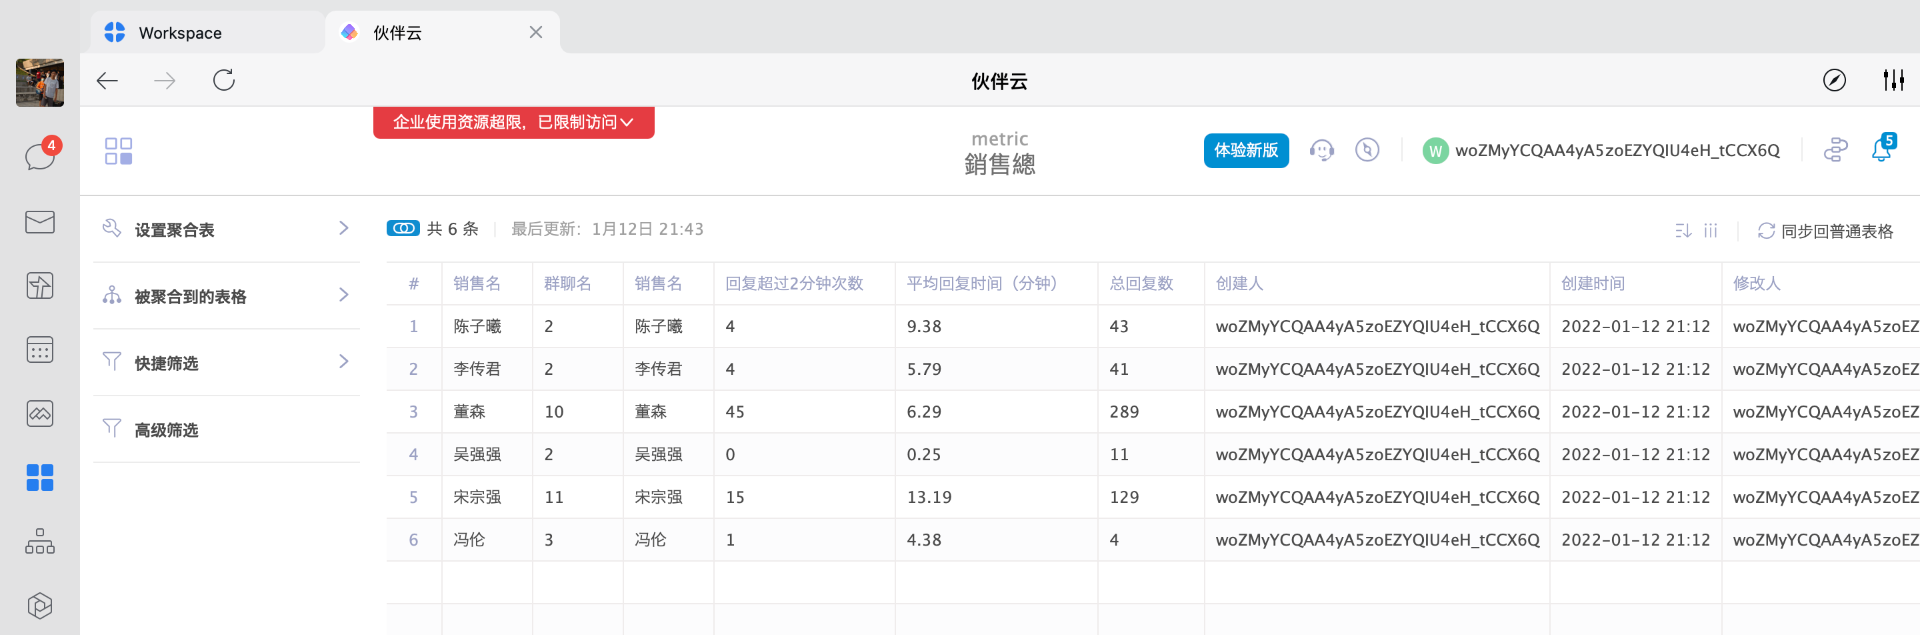 Workspace
伙伴云
伙伴云
4
企业使用资源超限，已限制访问
metric
銷售總
体验新版
W woZMyYCQAA4yA5zoEZYQIU4eH_tCCX6Q
5
设置聚合表
被聚合到的表格
快捷筛选
高级筛选
共 6 条 最后更新：1月12日 21:43
同步回普通表格
# 销售名 群聊名 销售名 回复超过2分钟次数 平均回复时间（分钟） 总回复数 创建人 创建时间 修改人
1 陈子曦 2 陈子曦 4 9.38 43 woZMyYCQAA4yA5zoEZYQIU4eH_tCCX6Q 2022-01-12 21:12 woZMyYCQAA4yA5zoEZ
2 李传君 2 李传君 4 5.79 41 woZMyYCQAA4yA5zoEZYQIU4eH_tCCX6Q 2022-01-12 21:12 woZMyYCQAA4yA5zoEZ
3 董森 10 董森 45 6.29 289 woZMyYCQAA4yA5zoEZYQIU4eH_tCCX6Q 2022-01-12 21:12 woZMyYCQAA4yA5zoEZ
4 吴强强 2 吴强强 0 0.25 11 woZMyYCQAA4yA5zoEZYQIU4eH_tCCX6Q 2022-01-12 21:12 woZMyYCQAA4yA5zoEZ
5 宋宗强 11 宋宗强 15 13.19 129 woZMyYCQAA4yA5zoEZYQIU4eH_tCCX6Q 2022-01-12 21:12 woZMyYCQAA4yA5zoEZ
6 冯伦 3 冯伦 1 4.38 4 woZMyYCQAA4yA5zoEZYQIU4eH_tCCX6Q 2022-01-12 21:12 woZMyYCQAA4yA5zoEZ